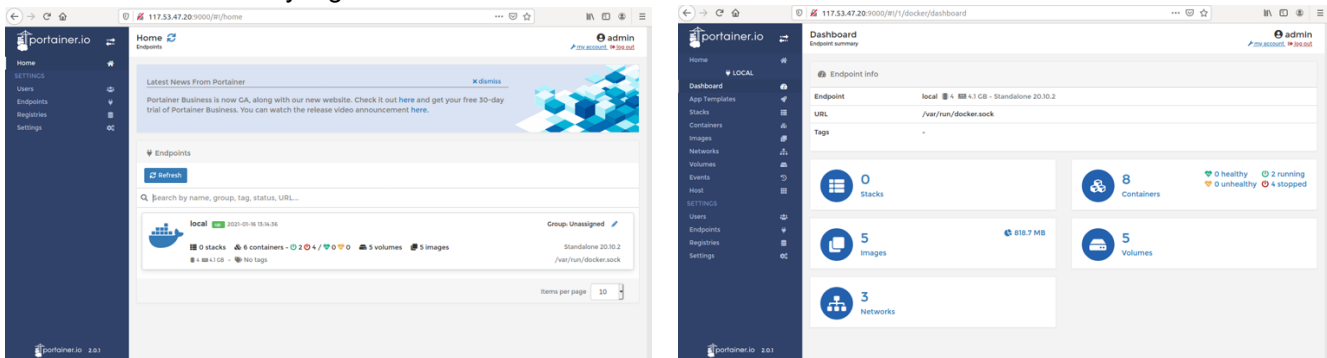 117.53.47.20:9000/#!/home
portainer.io
Home
admin
Endpoints
my account
log out
Home
SETTINGS
Users
Endpoints
Registries
Settings
Latest News From Portainer
dismiss
Portainer Business is now GA, along with our new website. Check it out here and get your free 30-day
trial of Portainer Business. You can watch the release video announcement here.
Endpoints
Refresh
Search by name, group, tag, status, URL...
local up 2021-01-16 13:14:36
Group: Unassigned
0 stacks 6 containers - 2 4 / 0 0 5 volumes 5 images
Standalone 20.10.2
4 4.1 GB - No tags
/var/run/docker.sock
Items per page 10
portainer.io 2.0.1
117.53.47.20:9000/#!/1/docker/dashboard
portainer.io
Dashboard
admin
Endpoint summary
my account
log out
Home
LOCAL
Dashboard
App Templates
Stacks
Containers
Images
Networks
Volumes
Events
Host
SETTINGS
Users
Endpoints
Registries
Settings
Endpoint info
Endpoint local 4 4.1 GB - Standalone 20.10.2
URL /var/run/docker.sock
Tags -
0
Stacks
8
Containers
0 healthy 2 running
0 unhealthy 4 stopped
5
Images
818.7 MB
5
Volumes
3
Networks
portainer.io 2.0.1